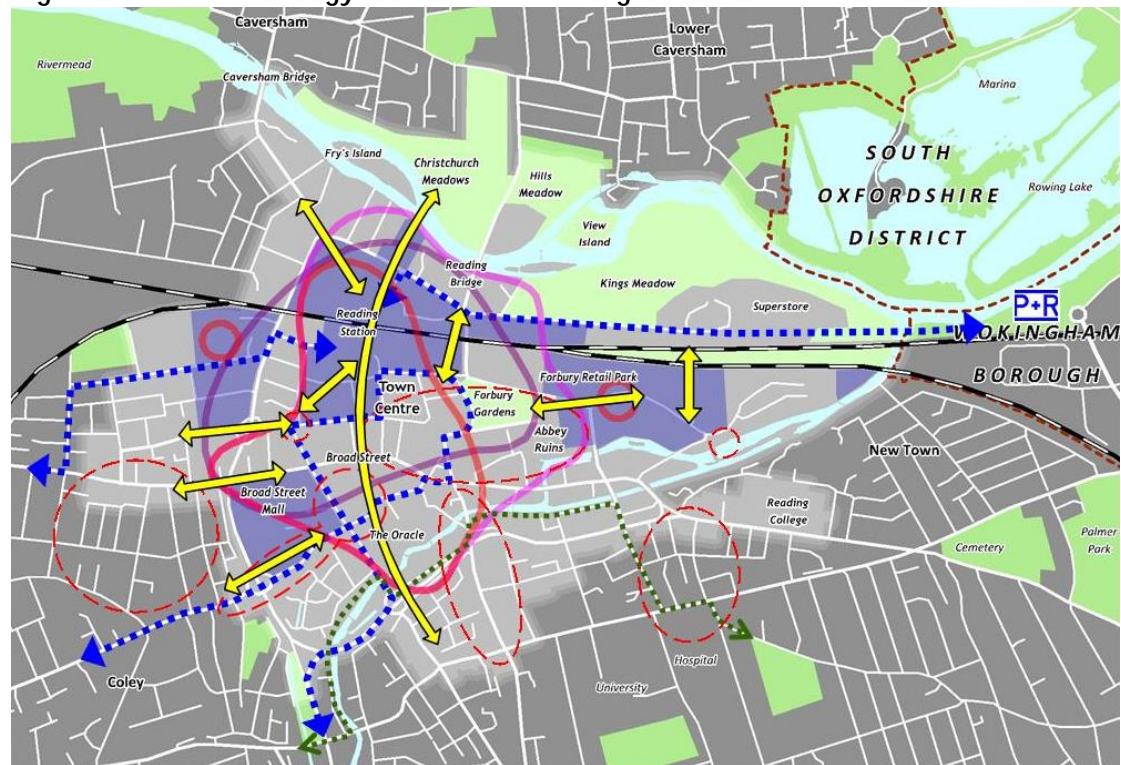 Caversham
Lower
Caversham
Rivermead
Caversham Bridge
Marina
Fry's Island
Christchurch
Meadows
Hills
Meadow
SOUTH
OXFORDSHIRE
DISTRICT
Rowing Lake
View
Island
Reading
Bridge
Kings Meadow
Reading
Station
Superstore
P+R
WOKINGHAM
BOROUGH
Town
Centre
Forbury
Gardens
Forbury Retail Park
Abbey
Ruins
Broad Street
New Town
Broad Street
Mall
The Oracle
Reading
College
Cemetery
Palmer
Park
Coley
Hospital
University